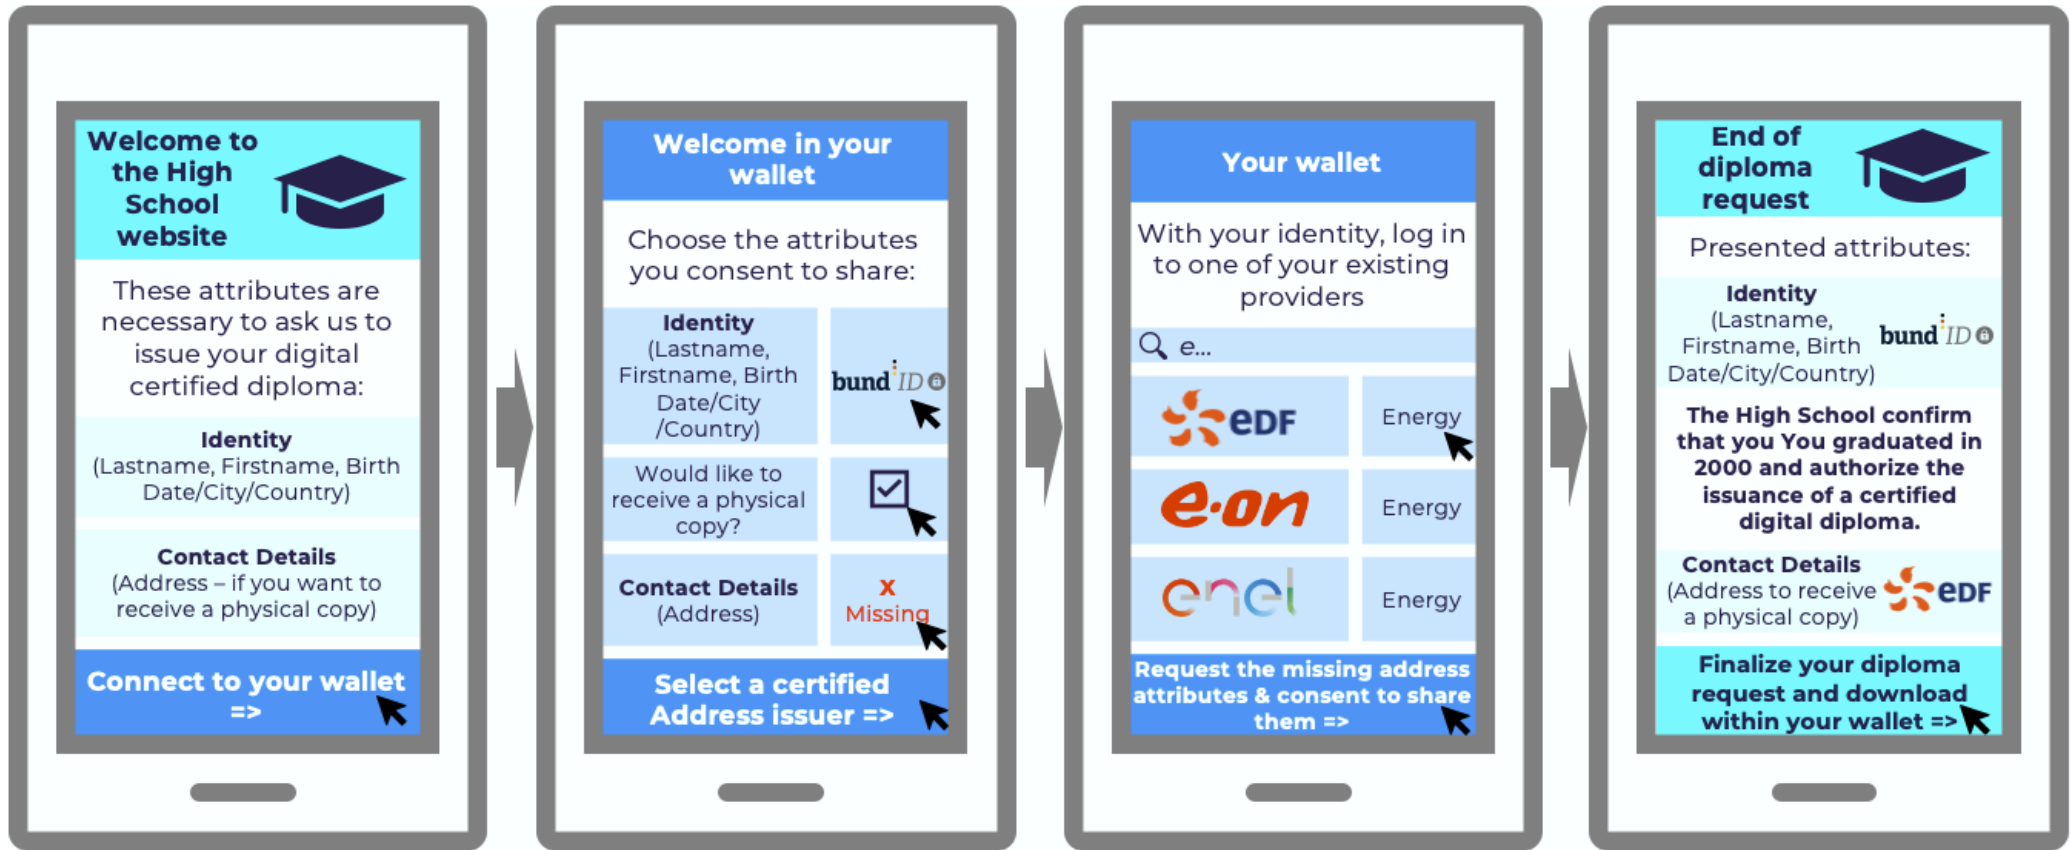 Welcome to
the High
School
website
These attributes are
necessary to ask us to
issue your digital
certified diploma:
Identity
(Lastname, Firstname, Birth
Date/City/Country)
Contact Details
(Address – if you want to
receive a physical copy)
Connect to your wallet
=>
Welcome in your
wallet
Choose the attributes
you consent to share:
Identity
(Lastname,
Firstname, Birth
Date/City
/Country)
bund ID
Would like to
receive a physical
copy?
Contact Details
(Address)
x
Missing
Select a certified
Address issuer =>
Your wallet
With your identity, log in
to one of your existing
providers
e...
eDF
Energy
e·on
Energy
enel
Energy
Request the missing address
attributes & consent to share
them =>
End of
diploma
request
Presented attributes:
Identity
(Lastname,
Firstname, Birth
Date/City/Country)
bund ID
The High School confirm
that you You graduated in
2000 and authorize the
issuance of a certified
digital diploma.
Contact Details
(Address to receive
a physical copy)
eDF
Finalize your diploma
request and download
within your wallet =>